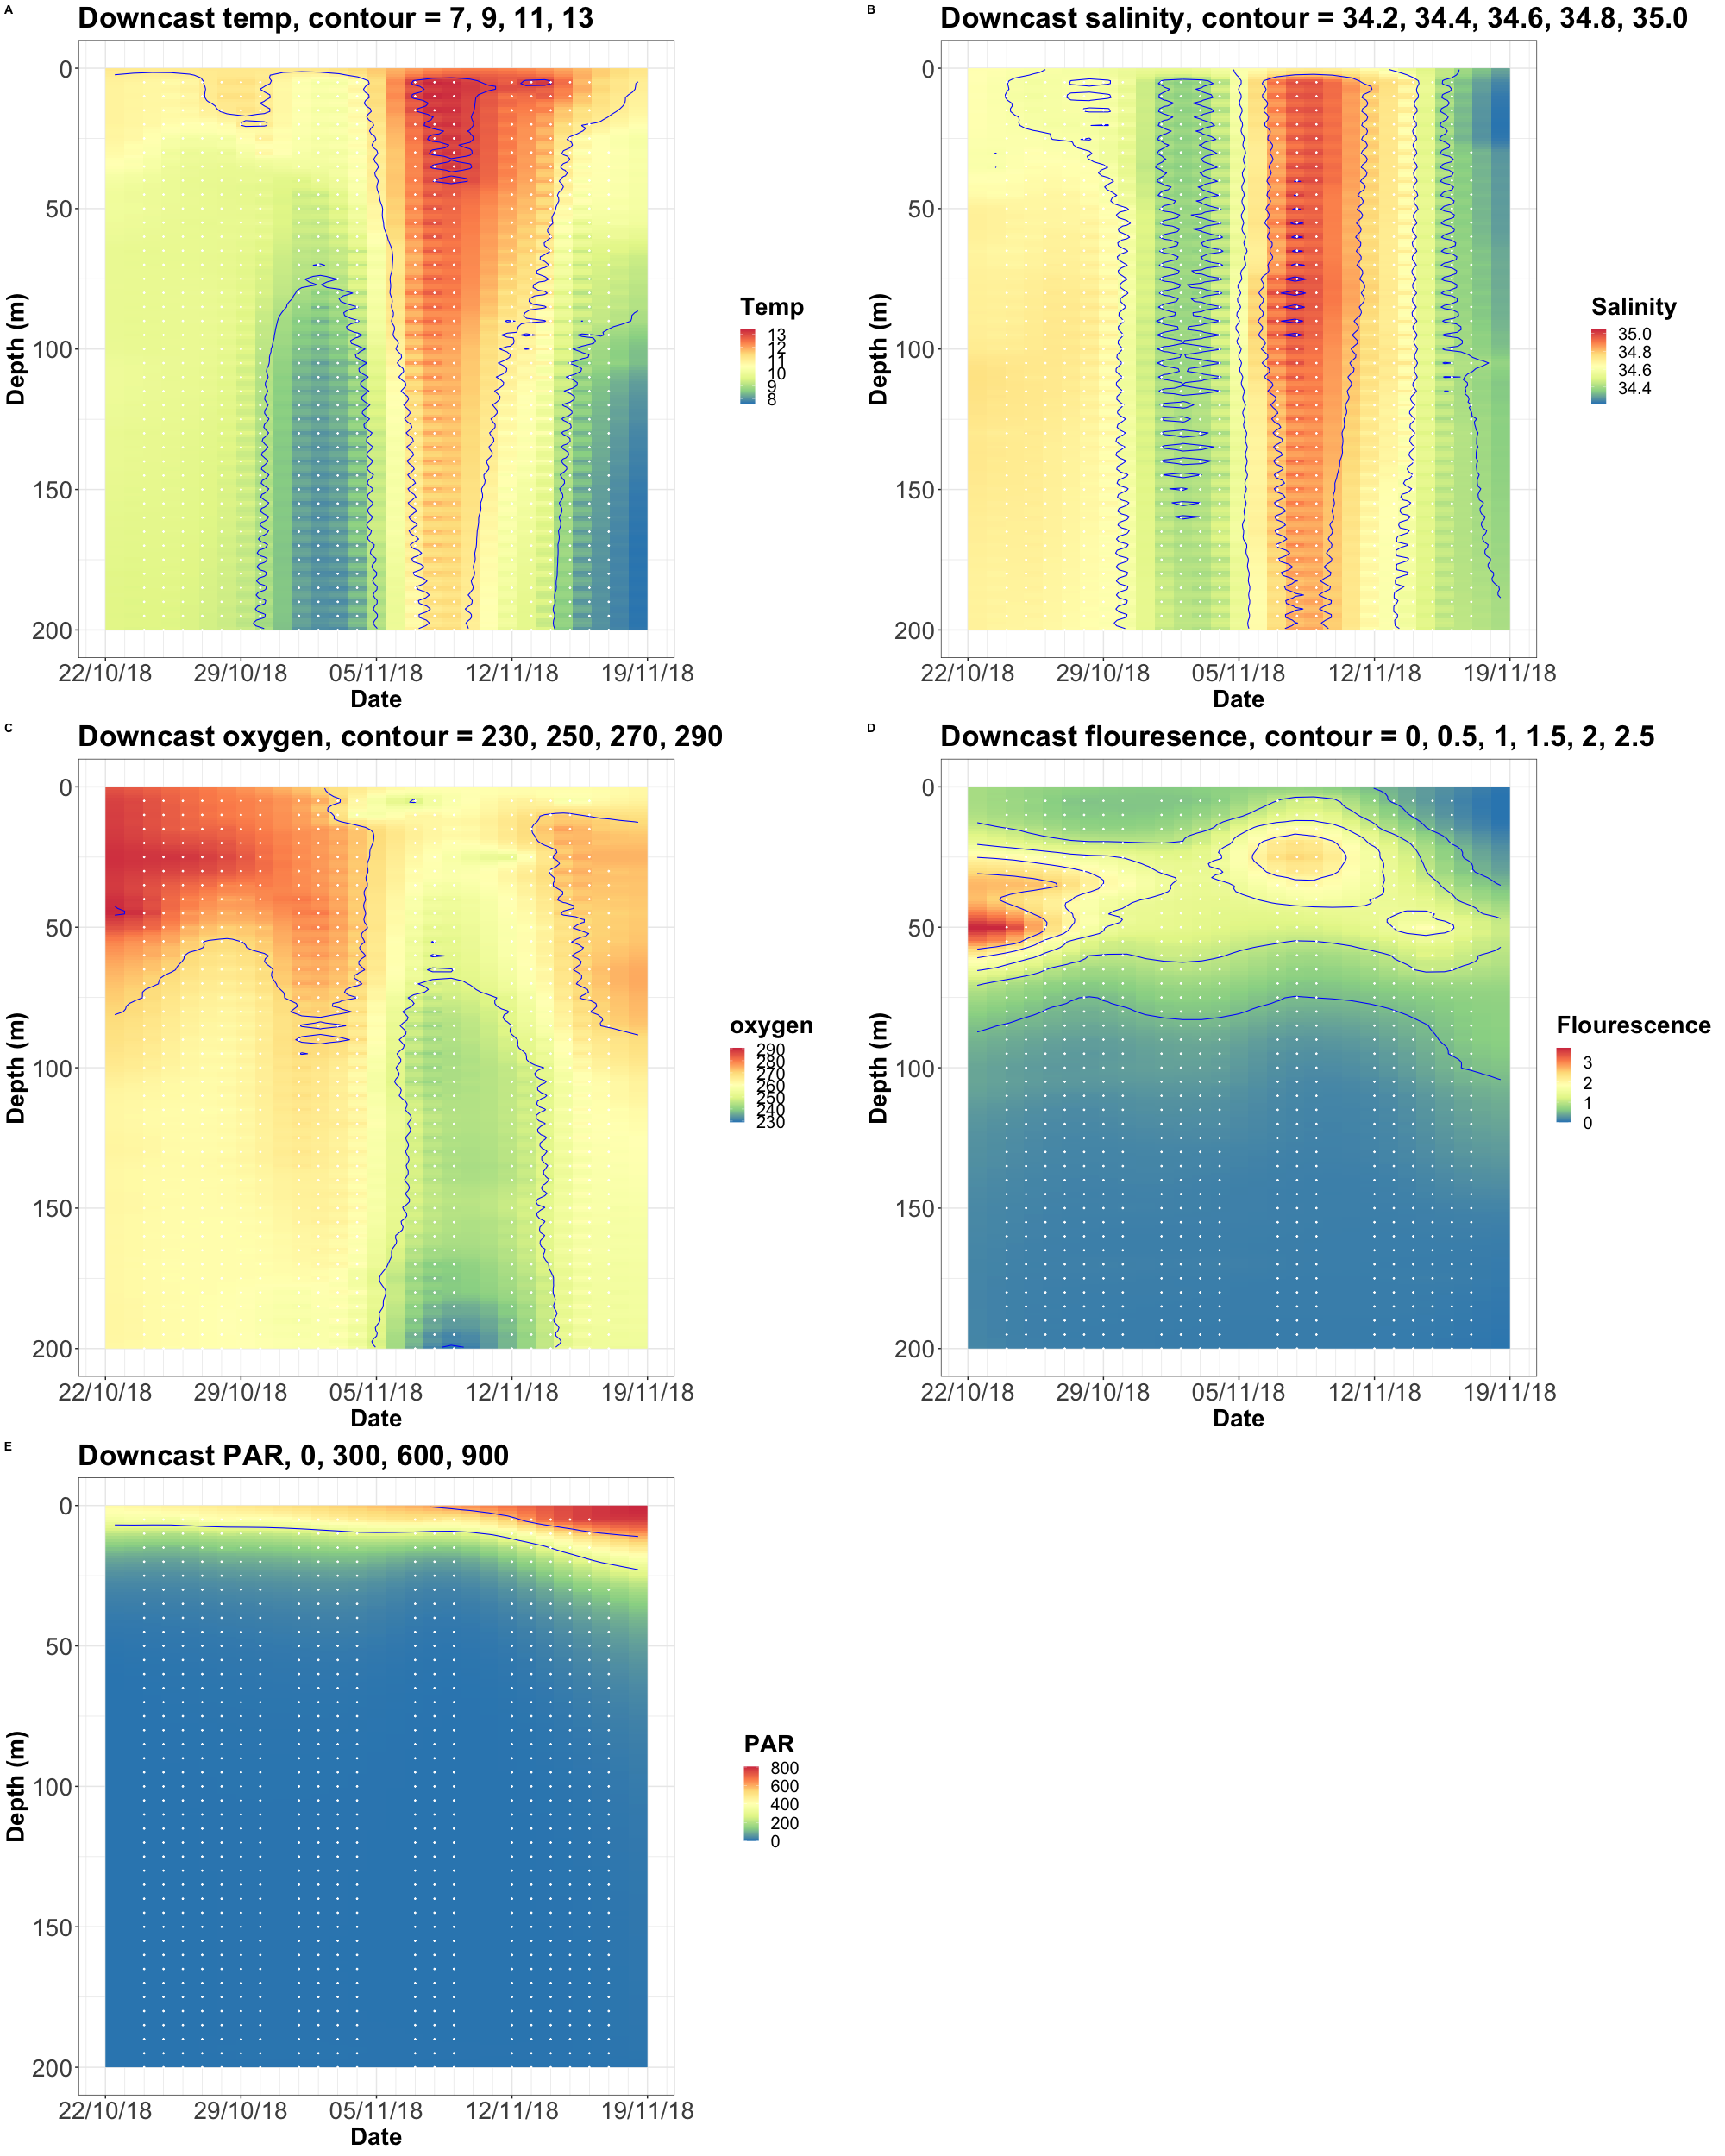 A
Downcast temp, contour = 7, 9, 11, 13
0
50
100
150
200
Depth (m)
22/10/18 29/10/18 05/11/18 12/11/18 19/11/18
Date
Temp
13
12
11
10
9
8
B
Downcast salinity, contour = 34.2, 34.4, 34.6, 34.8, 35.0
0
50
100
150
200
Depth (m)
22/10/18 29/10/18 05/11/18 12/11/18 19/11/18
Date
Salinity
35.0
34.8
34.6
34.4
C
Downcast oxygen, contour = 230, 250, 270, 290
0
50
100
150
200
Depth (m)
22/10/18 29/10/18 05/11/18 12/11/18 19/11/18
Date
oxygen
290
280
270
260
250
240
230
D
Downcast flouresence, contour = 0, 0.5, 1, 1.5, 2, 2.5
0
50
100
150
200
Depth (m)
22/10/18 29/10/18 05/11/18 12/11/18 19/11/18
Date
Flourescence
3
2
1
0
E
Downcast PAR, 0, 300, 600, 900
0
50
100
150
200
Depth (m)
22/10/18 29/10/18 05/11/18 12/11/18 19/11/18
Date
PAR
800
600
400
200
0